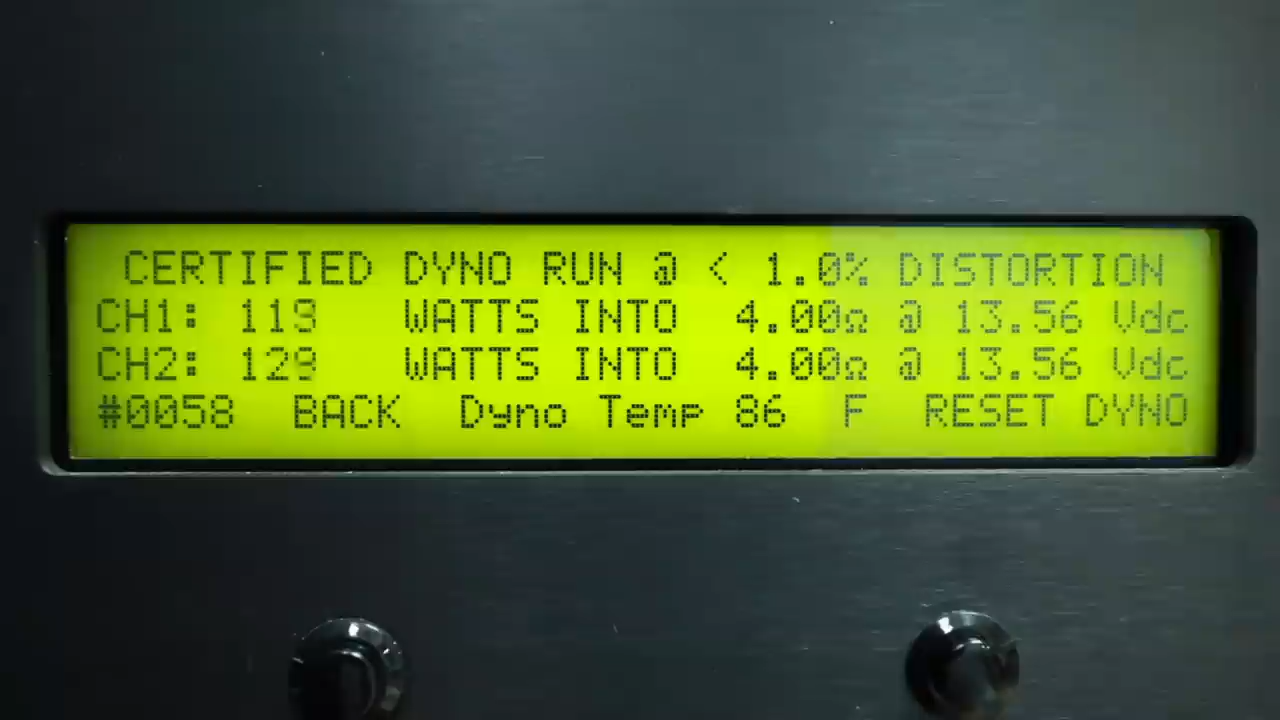 CERTIFIED DYNO RUN @ < 1.0% DISTORTION
CH1: 119 WATTS INTO 4.00Ω @ 13.56 Vdc
CH2: 129 WATTS INTO 4.00Ω @ 13.56 Vdc
#0058 BACK Dyno Temp 86 F RESET DYNO